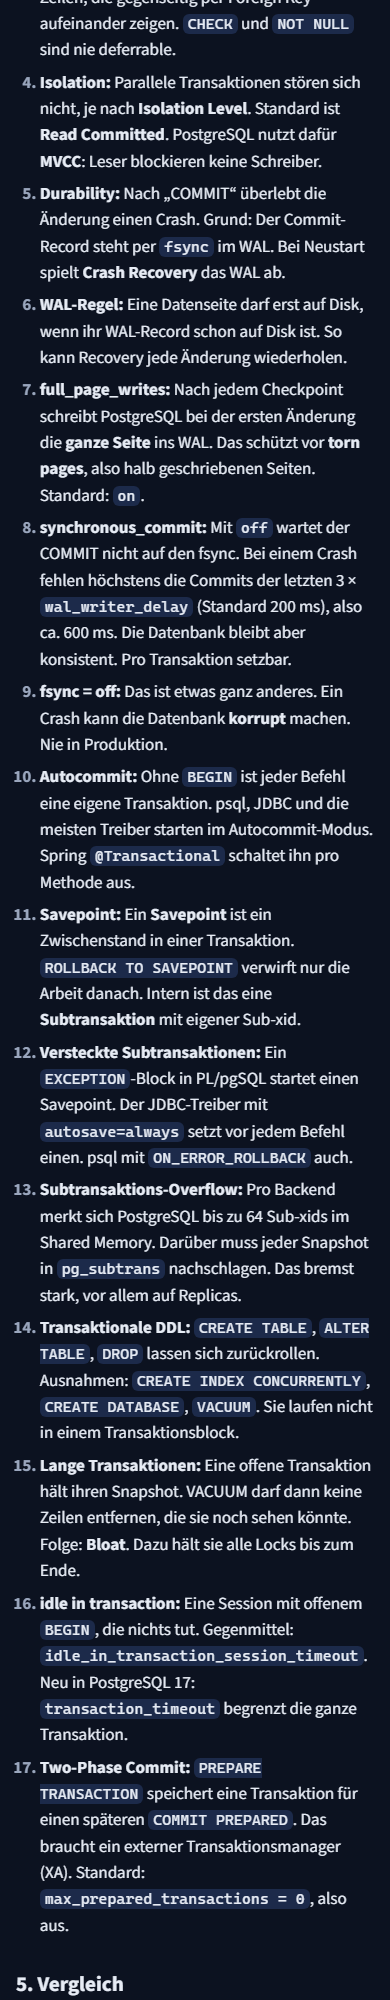 Zeilen, die gegenseitig per Foreign Key
aufeinander zeigen. CHECK und NOT NULL
sind nie deferrable.
4. Isolation: Parallele Transaktionen stören sich
nicht, je nach Isolation Level. Standard ist
Read Committed. PostgreSQL nutzt dafür
MVCC: Leser blockieren keine Schreiber.
5. Durability: Nach „COMMIT“ überlebt die
Änderung einen Crash. Grund: Der Commit-
Record steht per fsync im WAL. Bei Neustart
spielt Crash Recovery das WAL ab.
6. WAL-Regel: Eine Datenseite darf erst auf Disk,
wenn ihr WAL-Record schon auf Disk ist. So
kann Recovery jede Änderung wiederholen.
7. full_page_writes: Nach jedem Checkpoint
schreibt PostgreSQL bei der ersten Änderung
die ganze Seite ins WAL. Das schützt vor torn
pages, also halb geschriebenen Seiten.
Standard: on.
8. synchronous_commit: Mit off wartet der
COMMIT nicht auf den fsync. Bei einem Crash
fehlen höchstens die Commits der letzten 3 ×
wal_writer_delay (Standard 200 ms), also
ca. 600 ms. Die Datenbank bleibt aber
konsistent. Pro Transaktion setzbar.
9. fsync = off: Das ist etwas ganz anderes. Ein
Crash kann die Datenbank korrupt machen.
Nie in Produktion.
10. Autocommit: Ohne BEGIN ist jeder Befehl
eine eigene Transaktion. psql, JDBC und die
meisten Treiber starten im Autocommit-Modus.
Spring @Transactional schaltet ihn pro
Methode aus.
11. Savepoint: Ein Savepoint ist ein
Zwischenstand in einer Transaktion.
ROLLBACK TO SAVEPOINT verwirft nur die
Arbeit danach. Intern ist das eine
Subtransaktion mit eigener Sub-xid.
12. Versteckte Subtransaktionen: Ein
EXCEPTION-Block in PL/pgSQL startet einen
Savepoint. Der JDBC-Treiber mit
autosave=always setzt vor jedem Befehl
einen. psql mit ON_ERROR_ROLLBACK auch.
13. Subtransaktions-Overflow: Pro Backend
merkt sich PostgreSQL bis zu 64 Sub-xids im
Shared Memory. Darüber muss jeder Snapshot
in pg_subtrans nachschlagen. Das bremst
stark, vor allem auf Replicas.
14. Transaktionale DDL: CREATE TABLE, ALTER
TABLE, DROP lassen sich zurückrollen.
Ausnahmen: CREATE INDEX CONCURRENTLY,
CREATE DATABASE, VACUUM. Sie laufen nicht
in einem Transaktionsblock.
15. Lange Transaktionen: Eine offene Transaktion
hält ihren Snapshot. VACUUM darf dann keine
Zeilen entfernen, die sie noch sehen könnte.
Folge: Bloat. Dazu hält sie alle Locks bis zum
Ende.
16. idle in transaction: Eine Session mit offenem
BEGIN, die nichts tut. Gegenmittel:
idle_in_transaction_session_timeout.
Neu in PostgreSQL 17:
transaction_timeout begrenzt die ganze
Transaktion.
17. Two-Phase Commit: PREPARE
TRANSACTION speichert eine Transaktion für
einen späteren COMMIT PREPARED. Das
braucht ein externer Transaktionsmanager
(XA). Standard:
max_prepared_transactions = 0, also
aus.
5. Vergleich